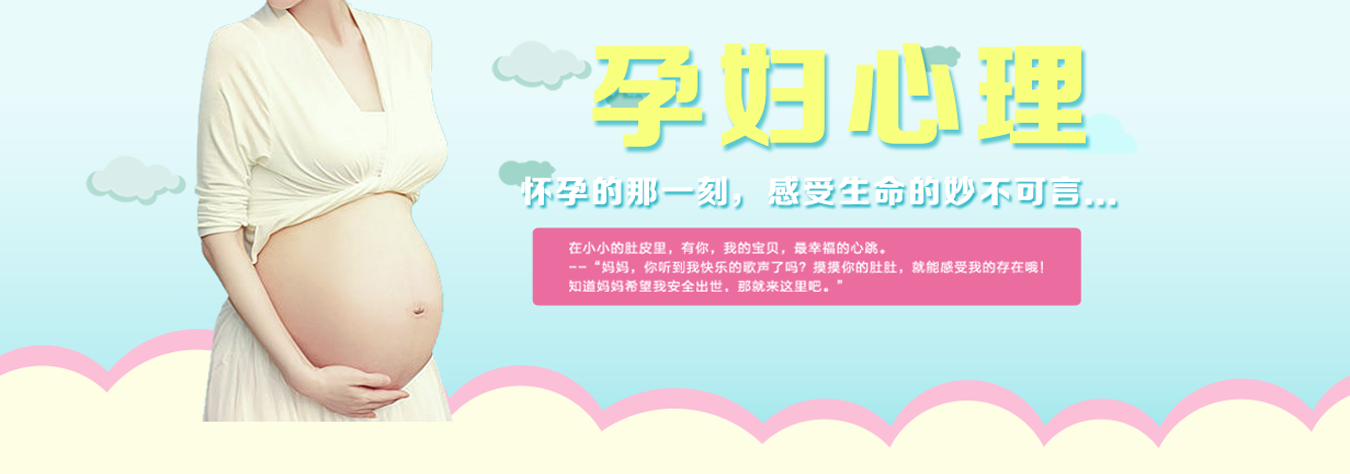 孕妇心理
怀孕的那一刻，感受生命的妙不可言...
在小小的肚皮里，有你，我的宝贝，最幸福的心跳。
--“妈妈，你听到我快乐的歌声了吗？摸摸你的肚肚，就能感受我的存在哦！
知道妈妈希望我安全出世，那就来这里吧。”